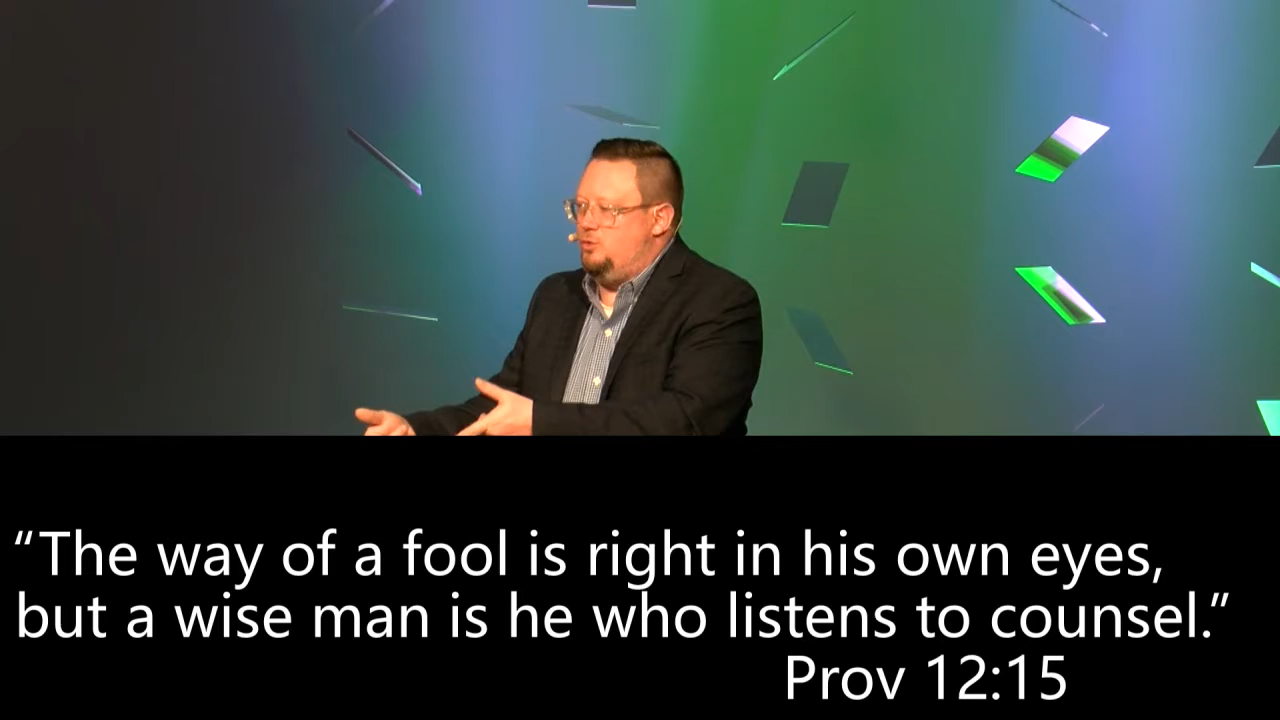 “The way of a fool is right in his own eyes,
but a wise man is he who listens to counsel.”
Prov 12:15